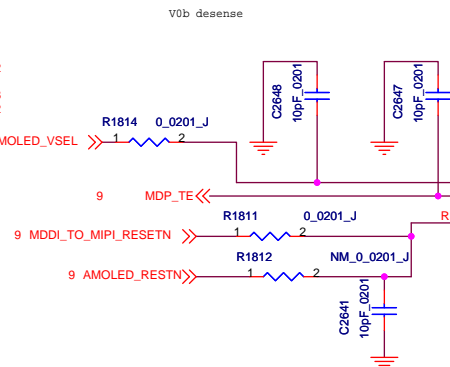 V0b desense
C2648
10pF_0201
C2647
10pF_0201
R1814 0_0201_J
MOLED_VSEL 1 2
9 MDP_TE
R1811 0_0201_J R
9 MDDI_TO_MIPI_RESETN 1 2
R1812 NM_0_0201_J
9 AMOLED_RESTN 1 2
C2641
10pF_0201